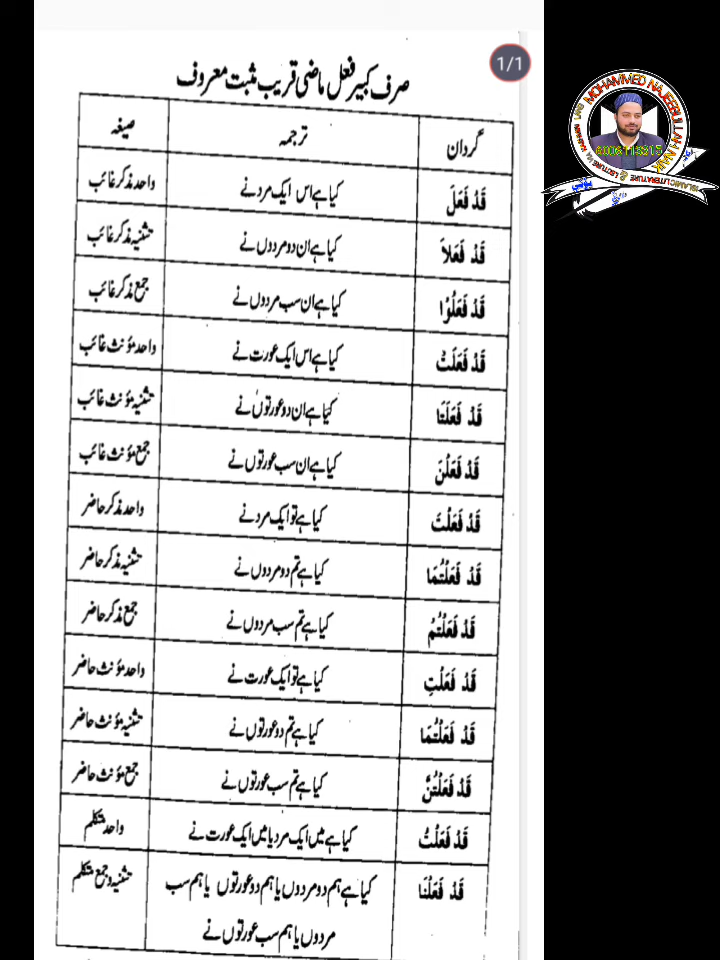 1/1
صرف کبیر فعل ماضی قریب مثبت معروف
گردان ترجمہ صیغہ
قَدْ فَعَلَ کیا ہے اس ایک مرد نے واحد مذکر غائب
قَدْ فَعَلَا کیا ہے ان دو مردوں نے تثنیہ مذکر غائب
قَدْ فَعَلُوْا کیا ہے ان سب مردوں نے جمع مذکر غائب
قَدْ فَعَلَتْ کیا ہے اس ایک عورت نے واحد مؤنث غائب
قَدْ فَعَلَتَا کیا ہے ان دو عورتوں نے تثنیہ مؤنث غائب
قَدْ فَعَلْنَ کیا ہے ان سب عورتوں نے جمع مؤنث غائب
قَدْ فَعَلْتَ کیا ہے تو ایک مرد نے واحد مذکر حاضر
قَدْ فَعَلْتُمَا کیا ہے تم دو مردوں نے تثنیہ مذکر حاضر
قَدْ فَعَلْتُمْ کیا ہے تم سب مردوں نے جمع مذکر حاضر
قَدْ فَعَلْتِ کیا ہے تو ایک عورت نے واحد مؤنث حاضر
قَدْ فَعَلْتُمَا کیا ہے تم دو عورتوں نے تثنیہ مؤنث حاضر
قَدْ فَعَلْتُنَّ کیا ہے تم سب عورتوں نے جمع مؤنث حاضر
قَدْ فَعَلْتُ کیا ہے میں ایک مرد یا میں ایک عورت نے واحد متکلم
قَدْ فَعَلْنَا کیا ہے ہم دو مردوں یا ہم دو عورتوں یا ہم سب تثنیہ وجمع متکلم
مردوں یا ہم سب عورتوں نے
MOHAMMED NAJEEBULLAH
ISLAMIC LITERATURE & LECTURE